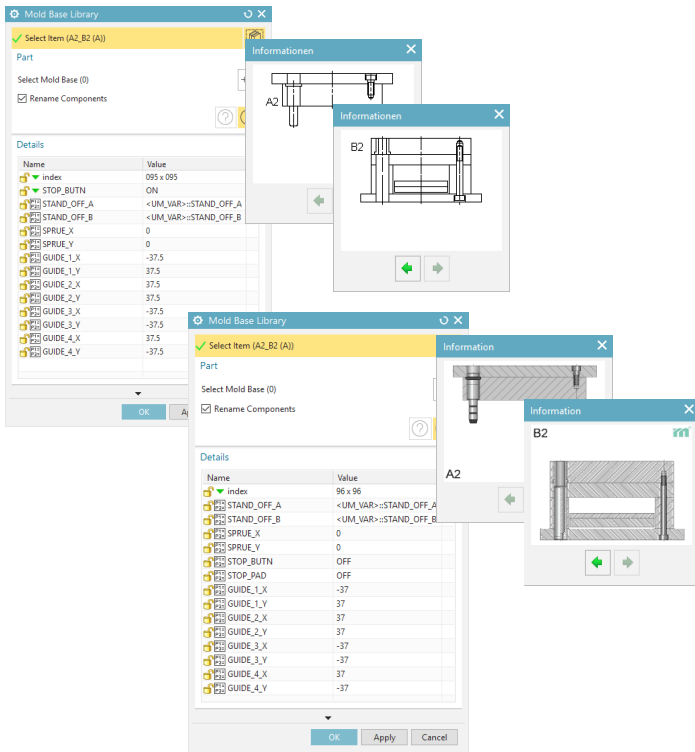 Mold Base Library
Select Item (A2_B2 (A))
Part
Select Mold Base (0)
Rename Components
Details
Name Value
index 095 x 095
STOP_BUTN ON
STAND_OFF_A <UM_VAR>::STAND_OFF_A
STAND_OFF_B <UM_VAR>::STAND_OFF_B
SPRUE_X 0
SPRUE_Y 0
GUIDE_1_X -37.5
GUIDE_1_Y 37.5
GUIDE_2_X 37.5
GUIDE_2_Y 37.5
GUIDE_3_X -37.5
GUIDE_3_Y -37.5
GUIDE_4_X 37.5
GUIDE_4_Y -37.5
OK
Informationen
A2
Informationen
B2
Mold Base Library
Select Item (A2_B2 (A))
Part
Select Mold Base (0)
Rename Components
Details
Name Value
index 96 x 96
STAND_OFF_A <UM_VAR>::STAND_OFF_A
STAND_OFF_B <UM_VAR>::STAND_OFF_B
SPRUE_X 0
SPRUE_Y 0
STOP_BUTN OFF
STOP_PAD OFF
GUIDE_1_X -37
GUIDE_1_Y 37
GUIDE_2_X 37
GUIDE_2_Y 37
GUIDE_3_X -37
GUIDE_3_Y -37
GUIDE_4_X 37
GUIDE_4_Y -37
OK Apply Cancel
Information
A2
Information
B2